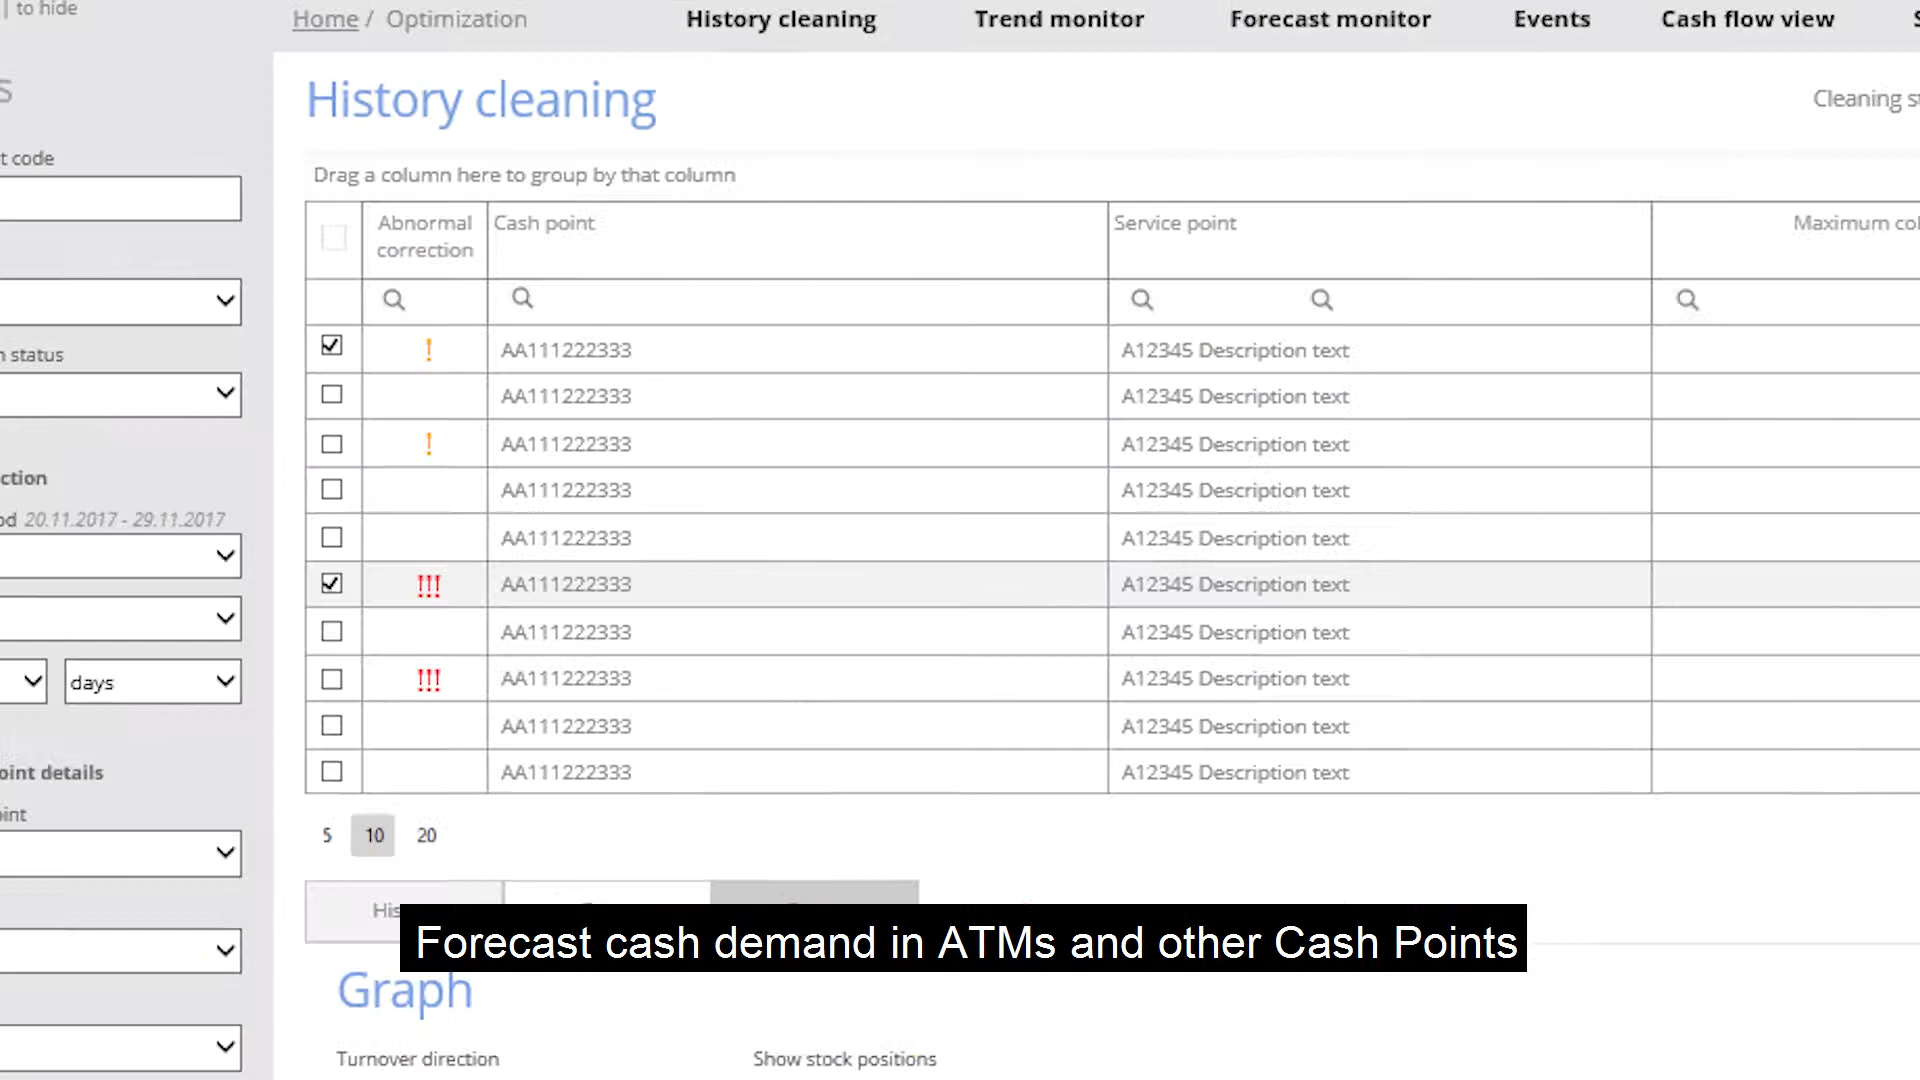 to hide
Home / Optimization
History cleaning
Trend monitor
Forecast monitor
Events
Cash flow view
t code
status
ction
20.11.2017 - 29.11.2017
days
oint details
oint
History cleaning
Cleaning
Drag a column here to group by that column
Abnormal correction
Cash point
Service point
Maximum
! AA111222333 A12345 Description text
AA111222333 A12345 Description text
! AA111222333 A12345 Description text
AA111222333 A12345 Description text
AA111222333 A12345 Description text
!!! AA111222333 A12345 Description text
AA111222333 A12345 Description text
!!! AA111222333 A12345 Description text
AA111222333 A12345 Description text
AA111222333 A12345 Description text
5 10 20
Forecast cash demand in ATMs and other Cash Points
Graph
Turnover direction
Show stock positions